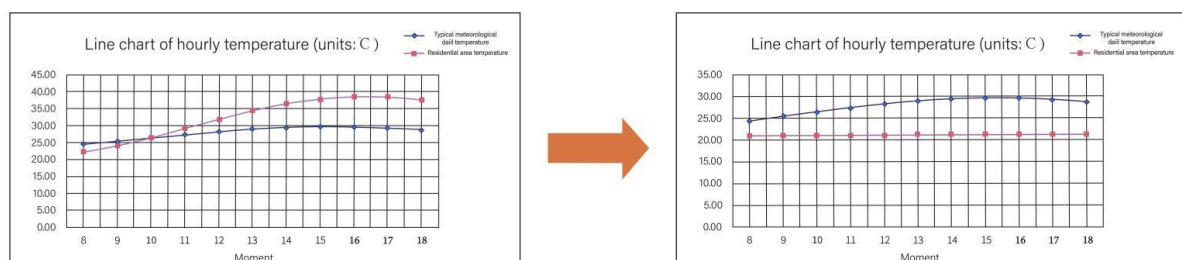 Line chart of hourly temperature (units:℃)
Typical meteorological
daiil temperature
Residential area temperature
45.00
40.00
35.00
30.00
25.00
20.00
15.00
10.00
5.00
0.00
8 9 10 11 12 13 14 15 16 17 18
Moment
Line chart of hourly temperature (units:℃)
Typical meteorological
daiil temperature
Residential area temperature
35.00
30.00
25.00
20.00
15.00
10.00
5.00
0.00
8 9 10 11 12 13 14 15 16 17 18
Moment